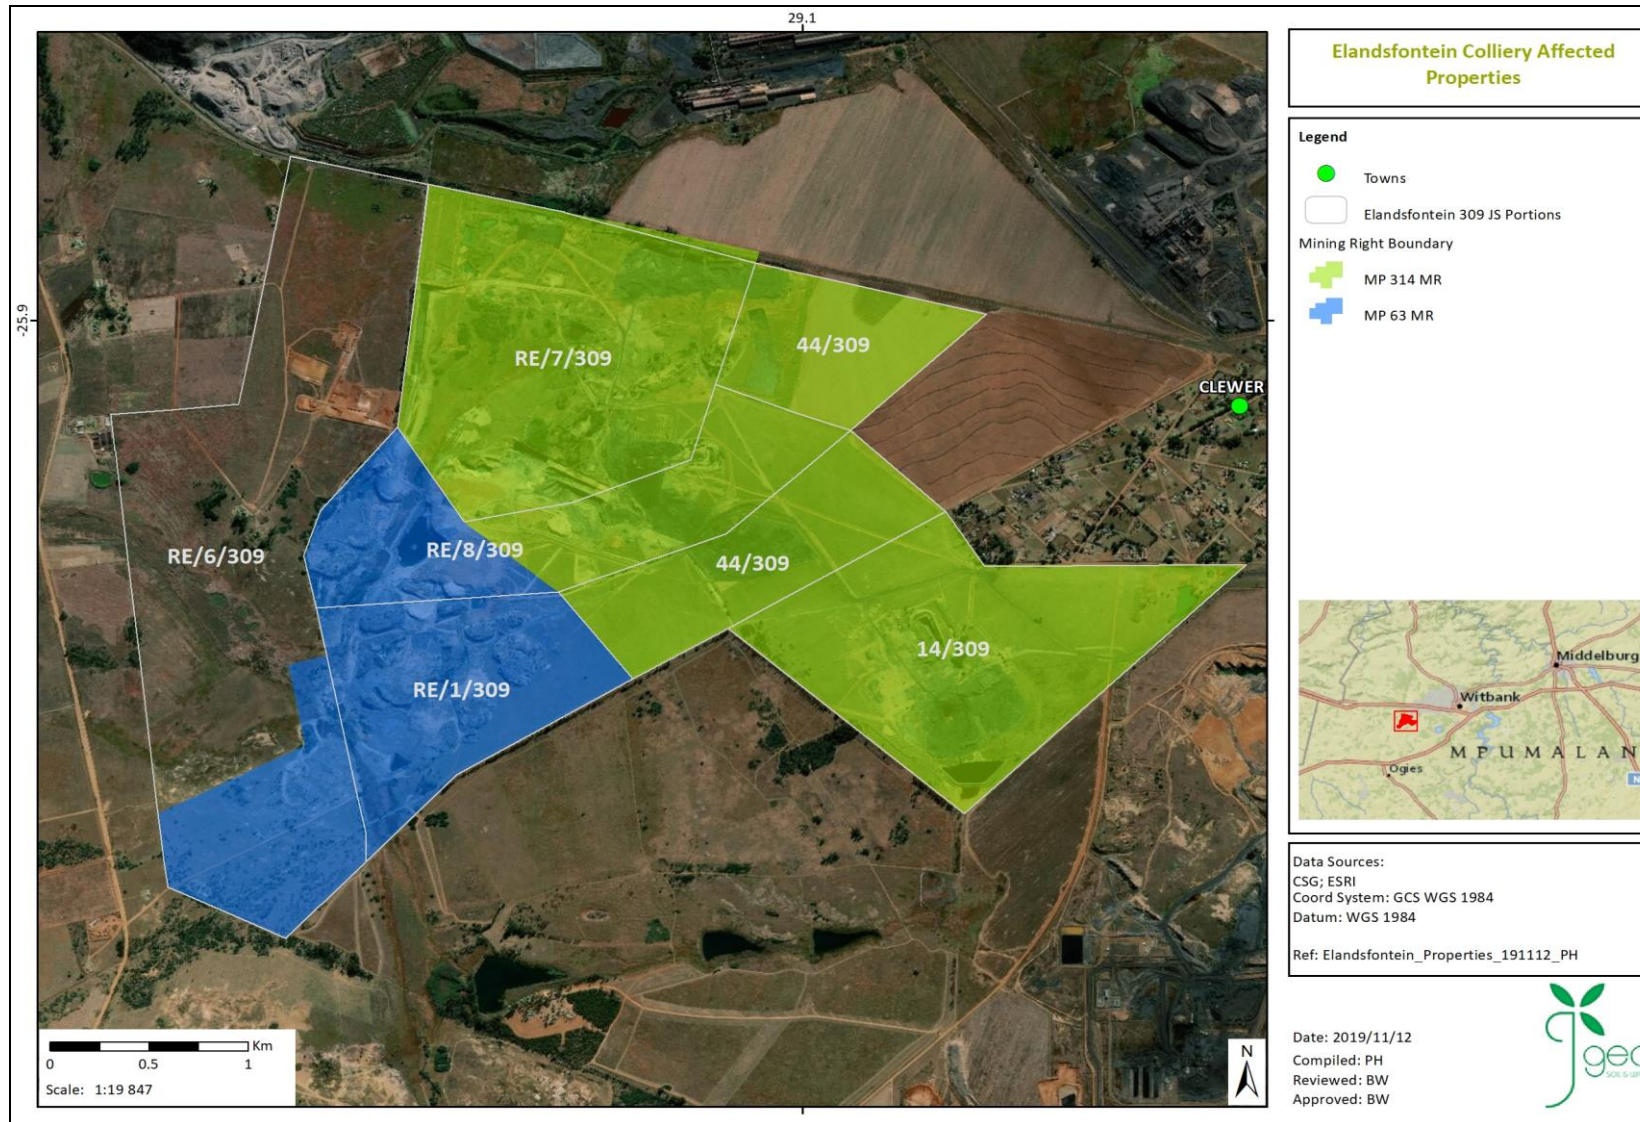 29.1
-25.9
RE/7/309
44/309
CLEWER
RE/6/309
RE/8/309
44/309
14/309
RE/1/309
Km
0 0.5 1
Scale: 1:19 847
N
Elandsfontein Colliery Affected
Properties
Legend
Towns
Elandsfontein 309 JS Portions
Mining Right Boundary
MP 314 MR
MP 63 MR
Middelburg
Witbank
MPUMALAN
Ogies
N
Data Sources:
CSG; ESRI
Coord System: GCS WGS 1984
Datum: WGS 1984
Ref: Elandsfontein_Properties_191112_PH
Date: 2019/11/12
Compiled: PH
Reviewed: BW
Approved: BW